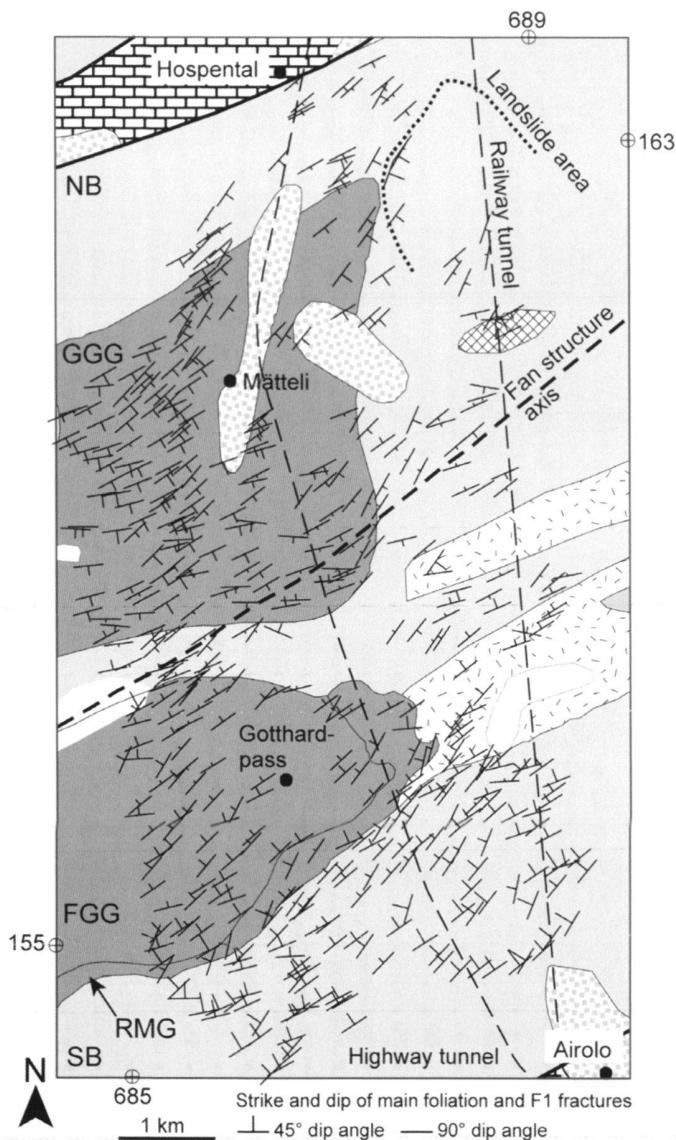 689
Hospental
Landslide area
163
NB
Railway tunnel
GGG
Mätteli
Fan structure
axis
Gotthard-
pass
FGG
155
RMG
SB
Highway tunnel
Airolo
N
685
Strike and dip of main foliation and F1 fractures
1 km
45° dip angle
90° dip angle